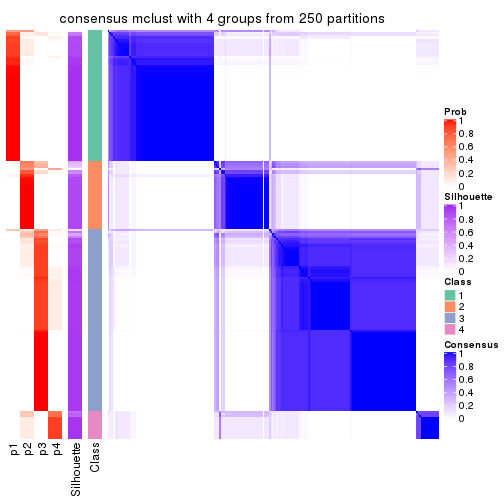 consensus mclust with 4 groups from 250 partitions
Prob
1
0.8
0.6
0.4
0.2
0
Silhouette
1
0.8
0.6
0.4
0.2
0
Class
1
2
3
4
Consensus
1
0.8
0.6
0.4
0.2
0
p1
p2
p3
p4
Silhouette
Class